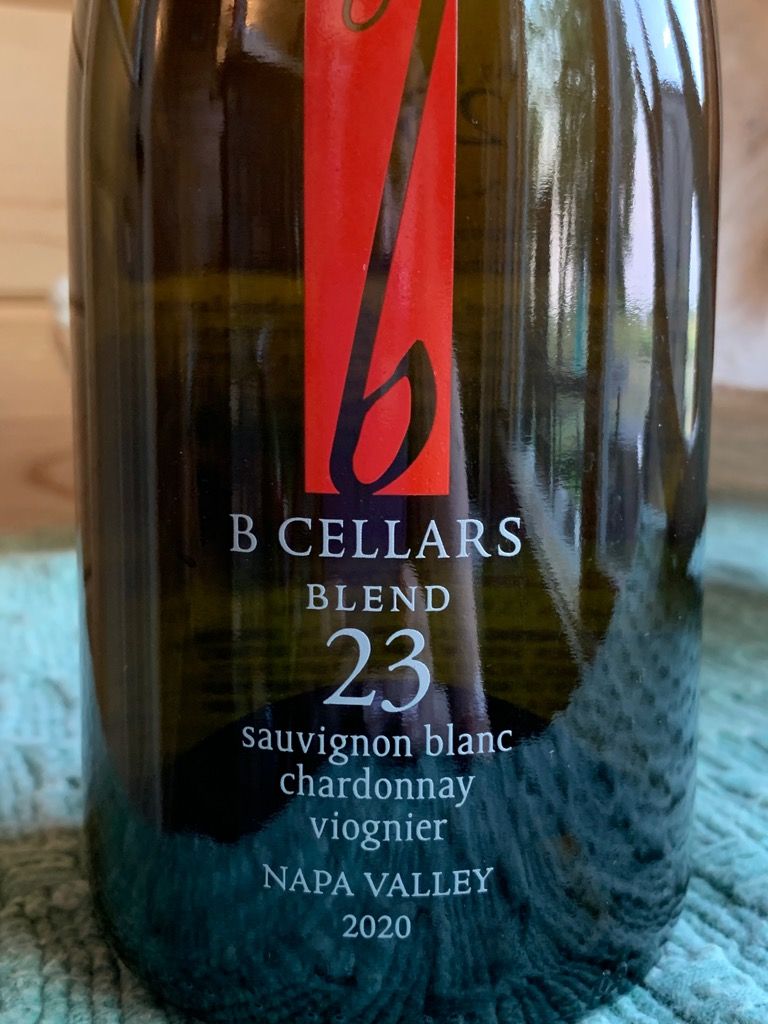 b
B CELLARS
BLEND
23
sauvignon blanc
chardonnay
viognier
NAPA VALLEY
2020